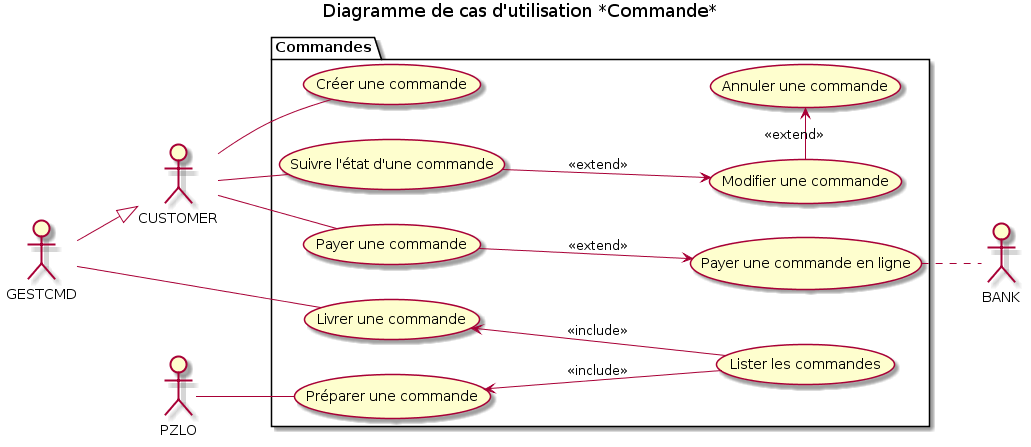 Diagramme de cas d'utilisation *Commande*
Commandes
Créer une commande
Annuler une commande
«extend»
Suivre l'état d'une commande
«extend»
Modifier une commande
CUSTOMER
Payer une commande
«extend»
Payer une commande en ligne
GESTCMD
BANK
Livrer une commande
«include»
Lister les commandes
«include»
Préparer une commande
PZLO